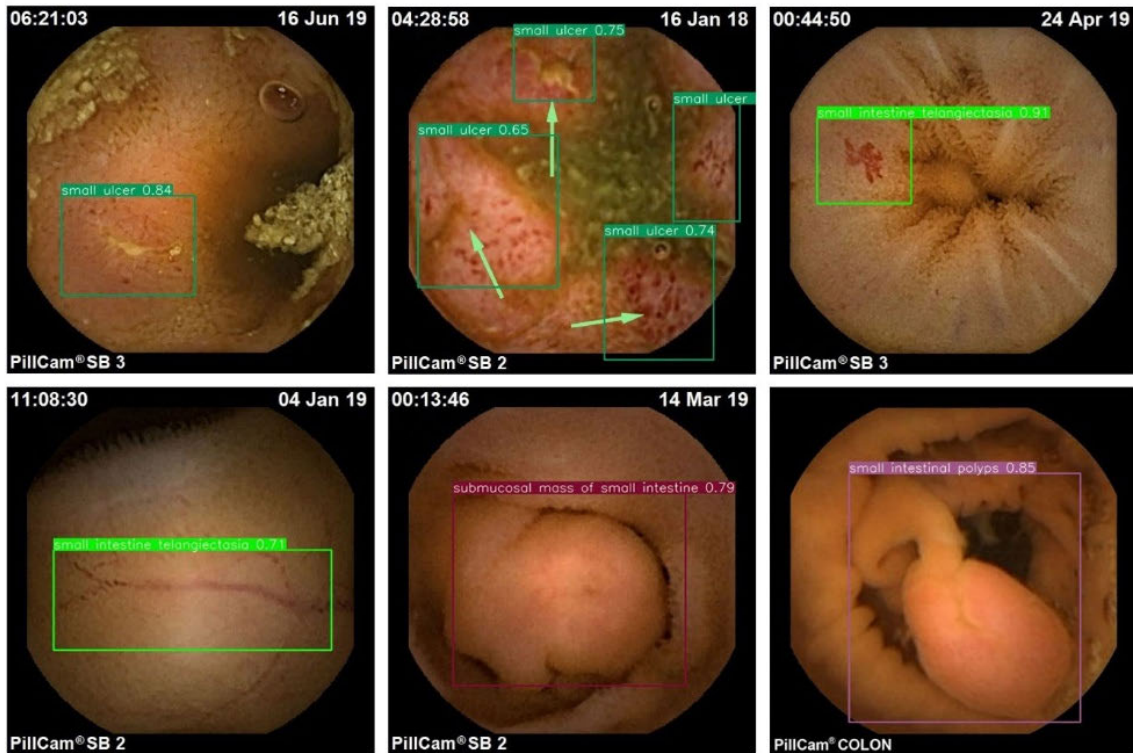 06:21:03 16 Jun 19
small ulcer 0.84
PillCam®SB 3
04:28:58 16 Jan 18
small ulcer 0.75
small ulcer
small ulcer 0.65
small ulcer 0.74
PillCam®SB 2
00:44:50 24 Apr 19
small intestine telangiectasia 0.91
PillCam®SB 3
11:08:30 04 Jan 19
small intestine telangiectasia 0.71
PillCam®SB 2
00:13:46 14 Mar 19
submucosal mass of small intestine 0.79
PillCam®SB 2
small intestinal polyps 0.85
PillCam®COLON